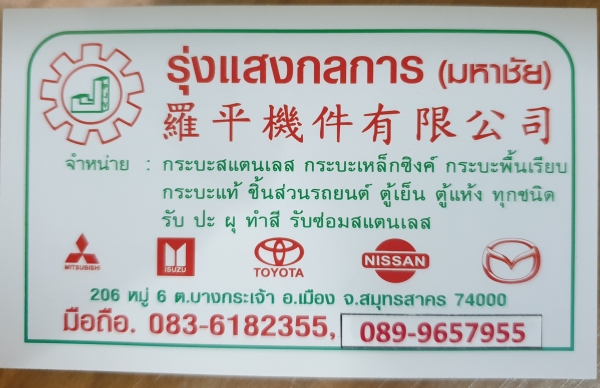 รุ่งแสงกลการ (มหาชัย)
羅平機件有限公司
จำหน่าย : กระบะสแตนเลส กระบะเหล็กซิงค์ กระบะพื้นเรียบ
กระบะแท้ ชิ้นส่วนรถยนต์ ตู้เย็น ตู้แห้ง ทุกชนิด
รับ ปะ ผุ ทำสี รับซ่อมสแตนเลส
MITSUBISHI ISUZU TOYOTA NISSAN
206 หมู่ 6 ต.บางกระเจ้า อ.เมือง จ.สมุทรสาคร 74000
มือถือ. 083-6182355, 089-9657955